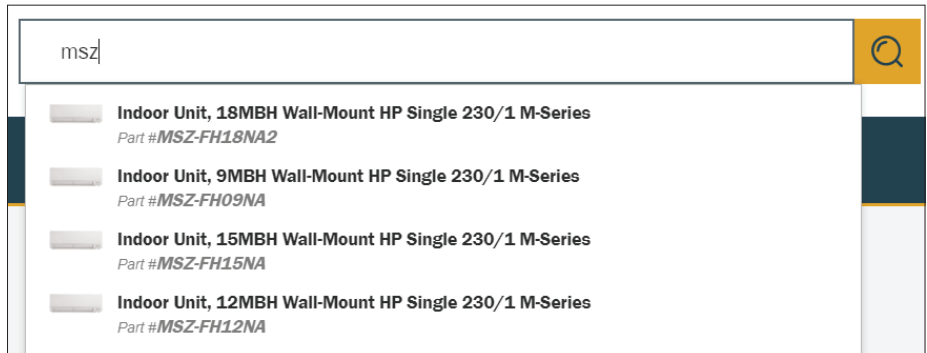 msz
Indoor Unit, 18MBH Wall-Mount HP Single 230/1 M-Series
Part #MSZ-FH18NA2
Indoor Unit, 9MBH Wall-Mount HP Single 230/1 M-Series
Part #MSZ-FH09NA
Indoor Unit, 15MBH Wall-Mount HP Single 230/1 M-Series
Part #MSZ-FH15NA
Indoor Unit, 12MBH Wall-Mount HP Single 230/1 M-Series
Part #MSZ-FH12NA